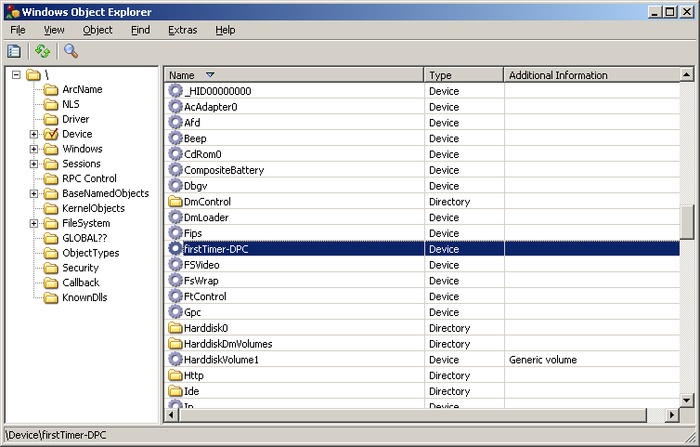 Windows Object Explorer
File View Object Find Extras Help
\
ArcName
NLS
Driver
Device
Windows
Sessions
RPC Control
BaseNamedObjects
KernelObjects
FileSystem
GLOBAL??
ObjectTypes
Security
Callback
KnownDlls
Name Type Additional Information
_HID00000000 Device
AcAdapter0 Device
Afd Device
Beep Device
CdRom0 Device
CompositeBattery Device
Dbgv Device
DmControl Directory
DmLoader Device
Fips Device
firstTimer-DPC Device
FSVideo Device
FsWrap Device
FtControl Device
Gpc Device
Harddisk0 Directory
HarddiskDmVolumes Directory
HarddiskVolume1 Device Generic volume
Http Directory
Ide Directory
Ip Device
\Device\firstTimer-DPC